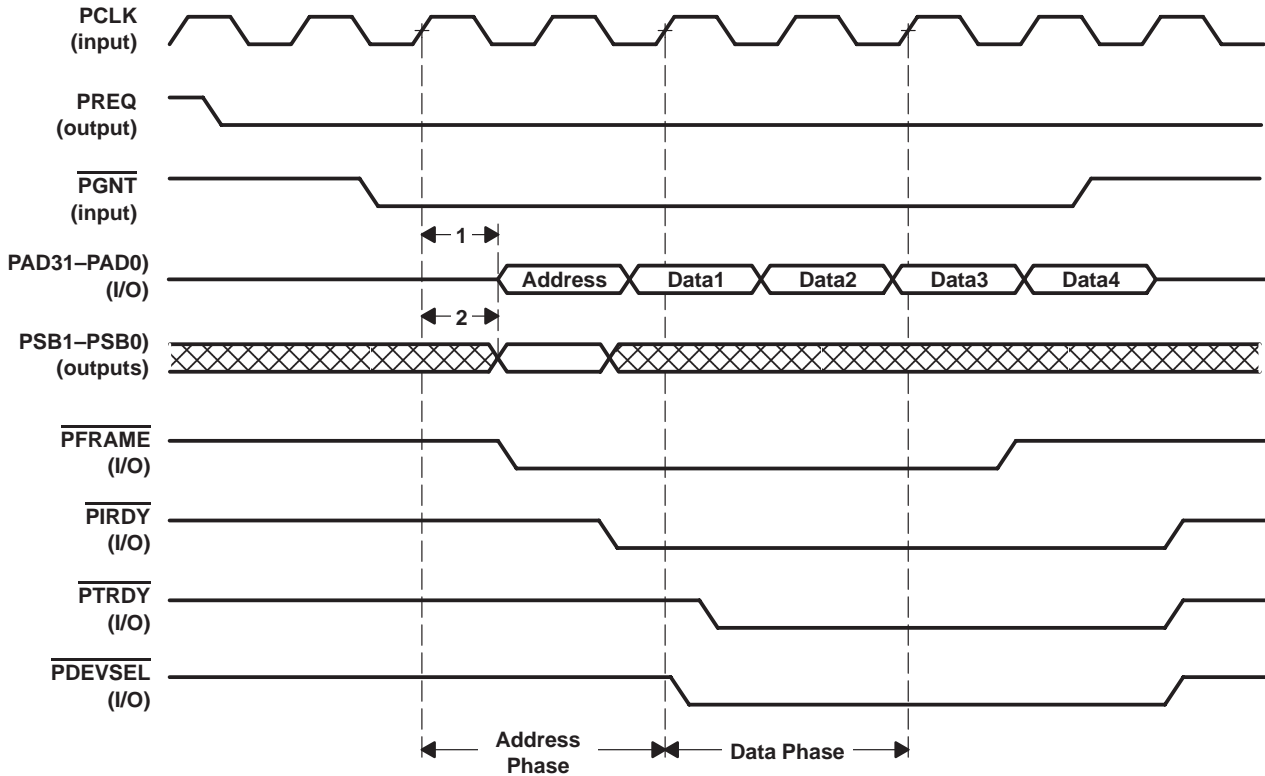 PCLK
(input)
PREQ
(output)
PGNT
(input)
1
PAD31–PAD0)
(I/O)
Address
Data1
Data2
Data3
Data4
2
PSB1–PSB0)
(outputs)
PFRAME
(I/O)
PIRDY
(I/O)
PTRDY
(I/O)
PDEVSEL
(I/O)
Address
Phase
Data Phase